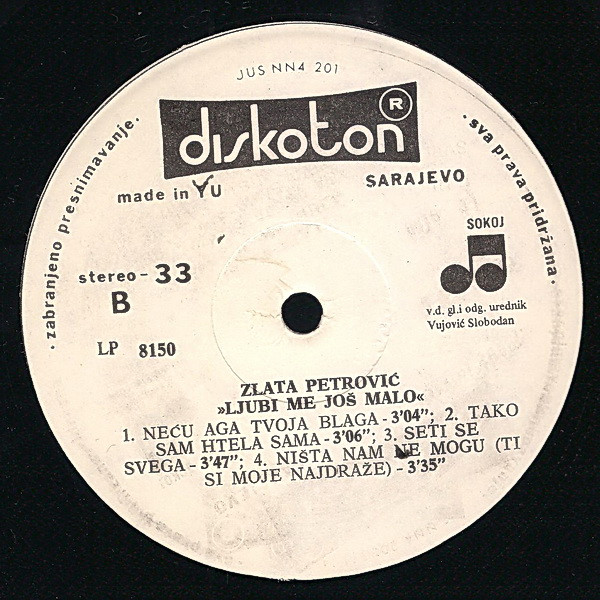 JUS NN4 201
diskoton ®
made in YU
SARAJEVO
· zabranjeno presnimavanje ·
· sva prava pridržana ·
SOKOJ
stereo - 33
B
v.d. gl.i odg. urednik
Vujović Slobodan
LP 8150
ZLATA PETROVIĆ
»LJUBI ME JOŠ MALO«
1. NEĆU AGA TVOJA BLAGA - 3'04"; 2. TAKO
SAM HTELA SAMA - 3'06"; 3. SETI SE
SVEGA - 3'47"; 4. NIŠTA NAM NE MOGU (TI
SI MOJE NAJDRAŽE) - 3'35"